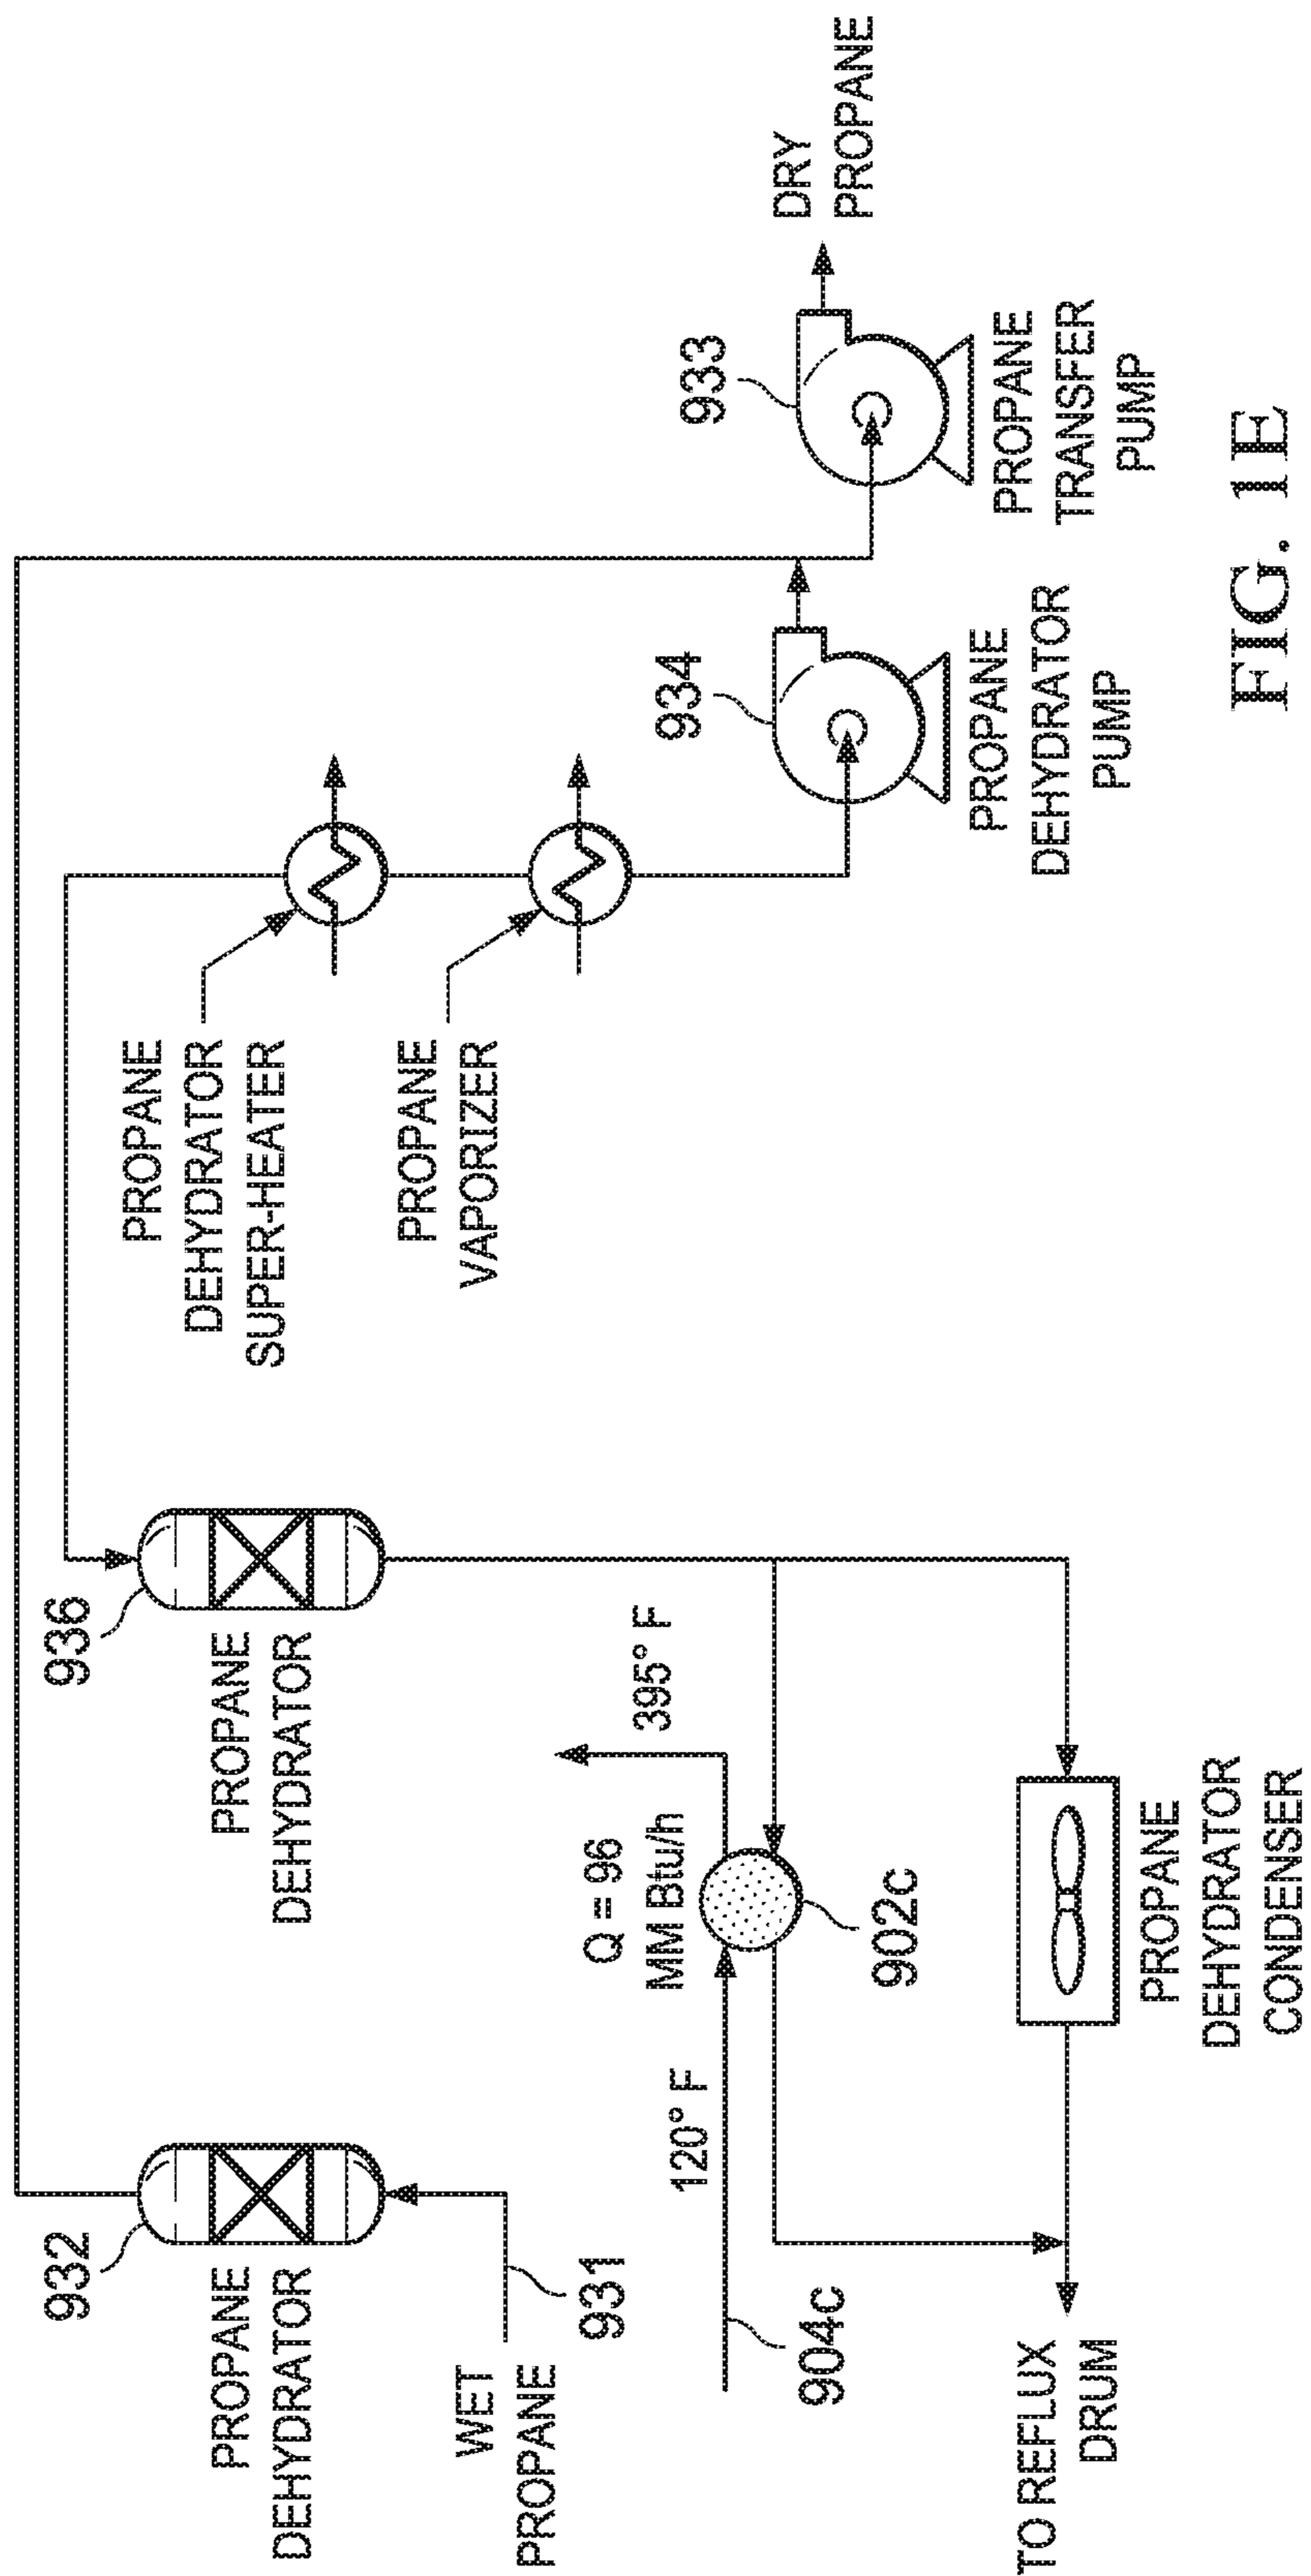 932
PROPANE
DEHYDRATOR
WET
PROPANE
931
936
PROPANE
DEHYDRATOR
PROPANE
DEHYDRATOR
SUPER-HEATER
PROPANE
VAPORIZER
934
PROPANE
DEHYDRATOR
PUMP
933
PROPANE
TRANSFER
PUMP
DRY
PROPANE
Q = 96
MM Btu/h
395° F
120° F
904c
902c
TO REFLUX
DRUM
PROPANE
DEHYDRATOR
CONDENSER
FIG. 1E